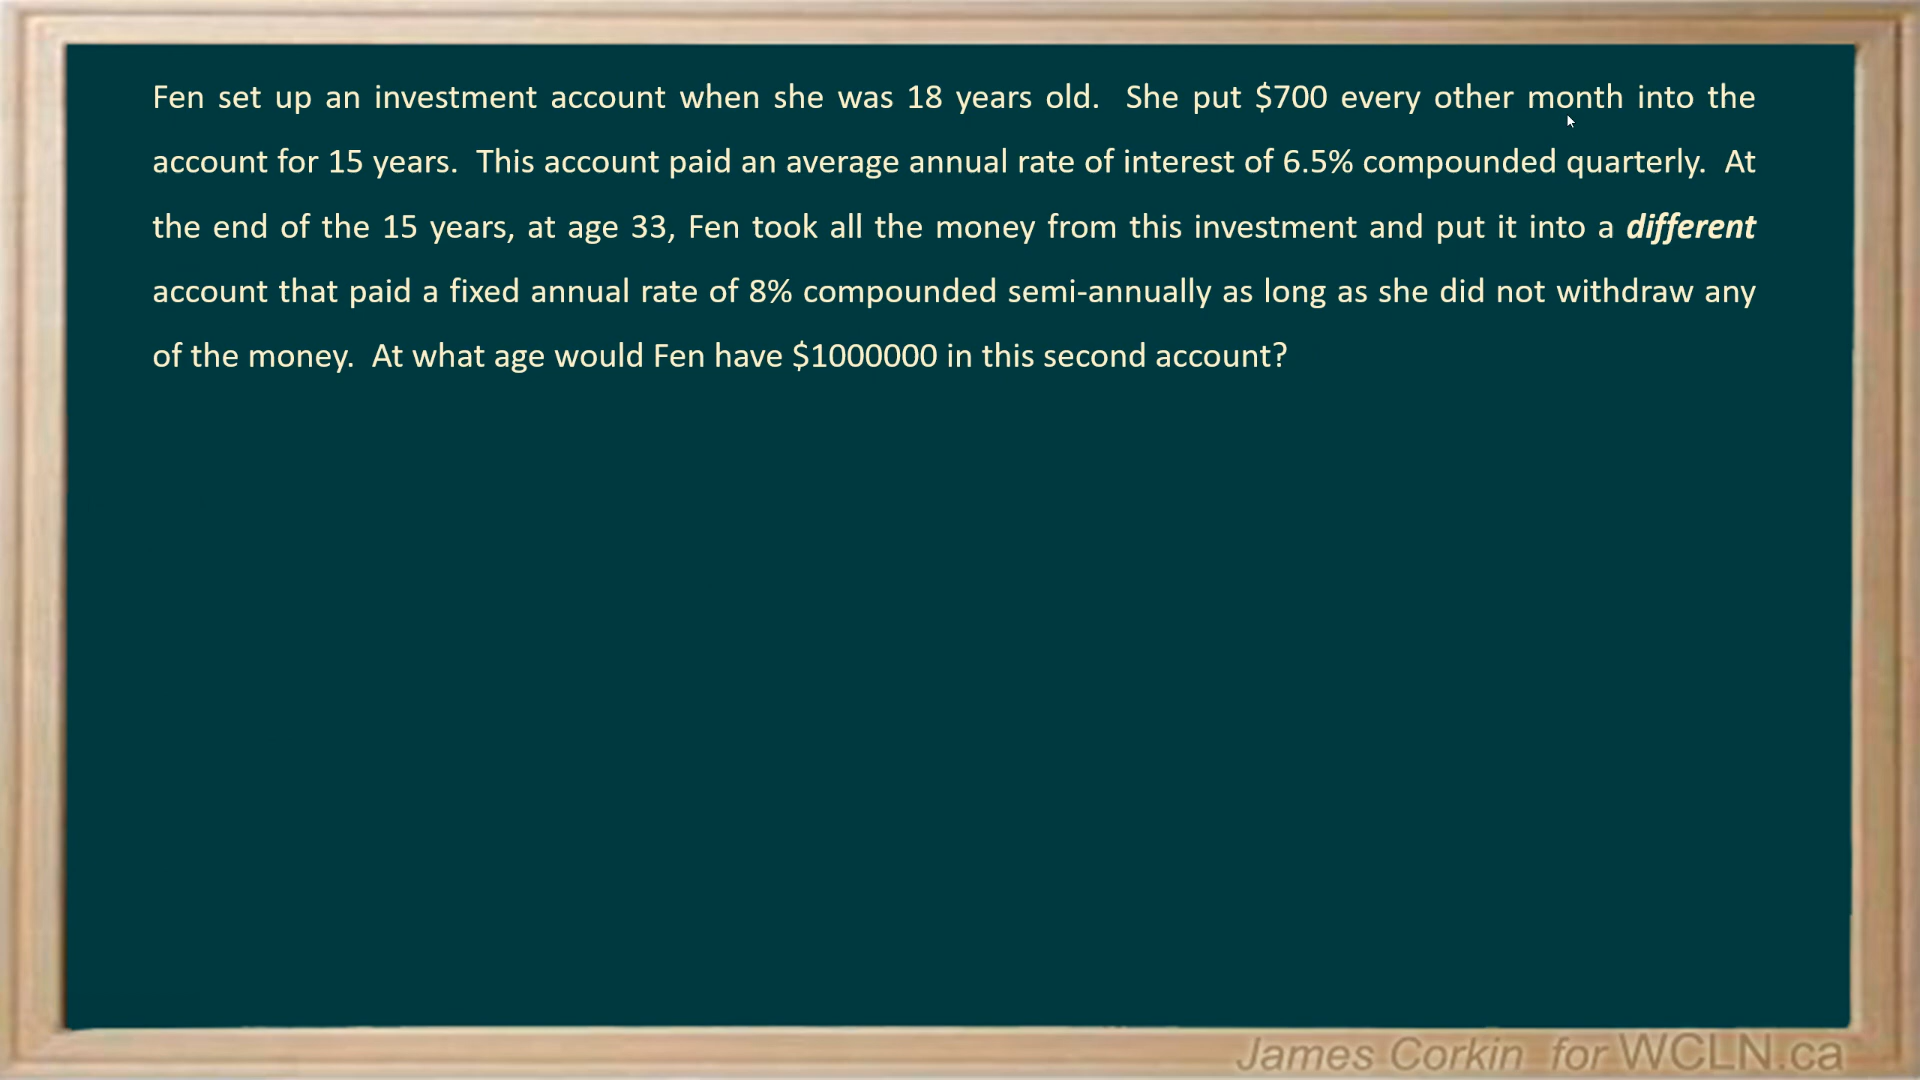 Fen set up an investment account when she was 18 years old. She put $700 every other month into the
account for 15 years. This account paid an average annual rate of interest of 6.5% compounded quarterly. At
the end of the 15 years, at age 33, Fen took all the money from this investment and put it into a different
account that paid a fixed annual rate of 8% compounded semi-annually as long as she did not withdraw any
of the money. At what age would Fen have $1000000 in this second account?
James Corkin for WCLN.ca